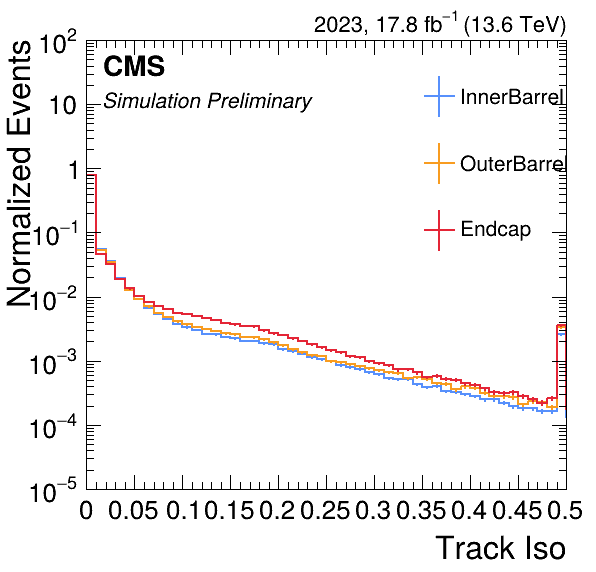 2023, 17.8 fb⁻¹ (13.6 TeV)
CMS
Simulation Preliminary
InnerBarrel
OuterBarrel
Endcap
Normalized Events
10²
10
1
10⁻¹
10⁻²
10⁻³
10⁻⁴
10⁻⁵
0 0.05 0.1 0.15 0.2 0.25 0.3 0.35 0.4 0.45 0.5
Track Iso